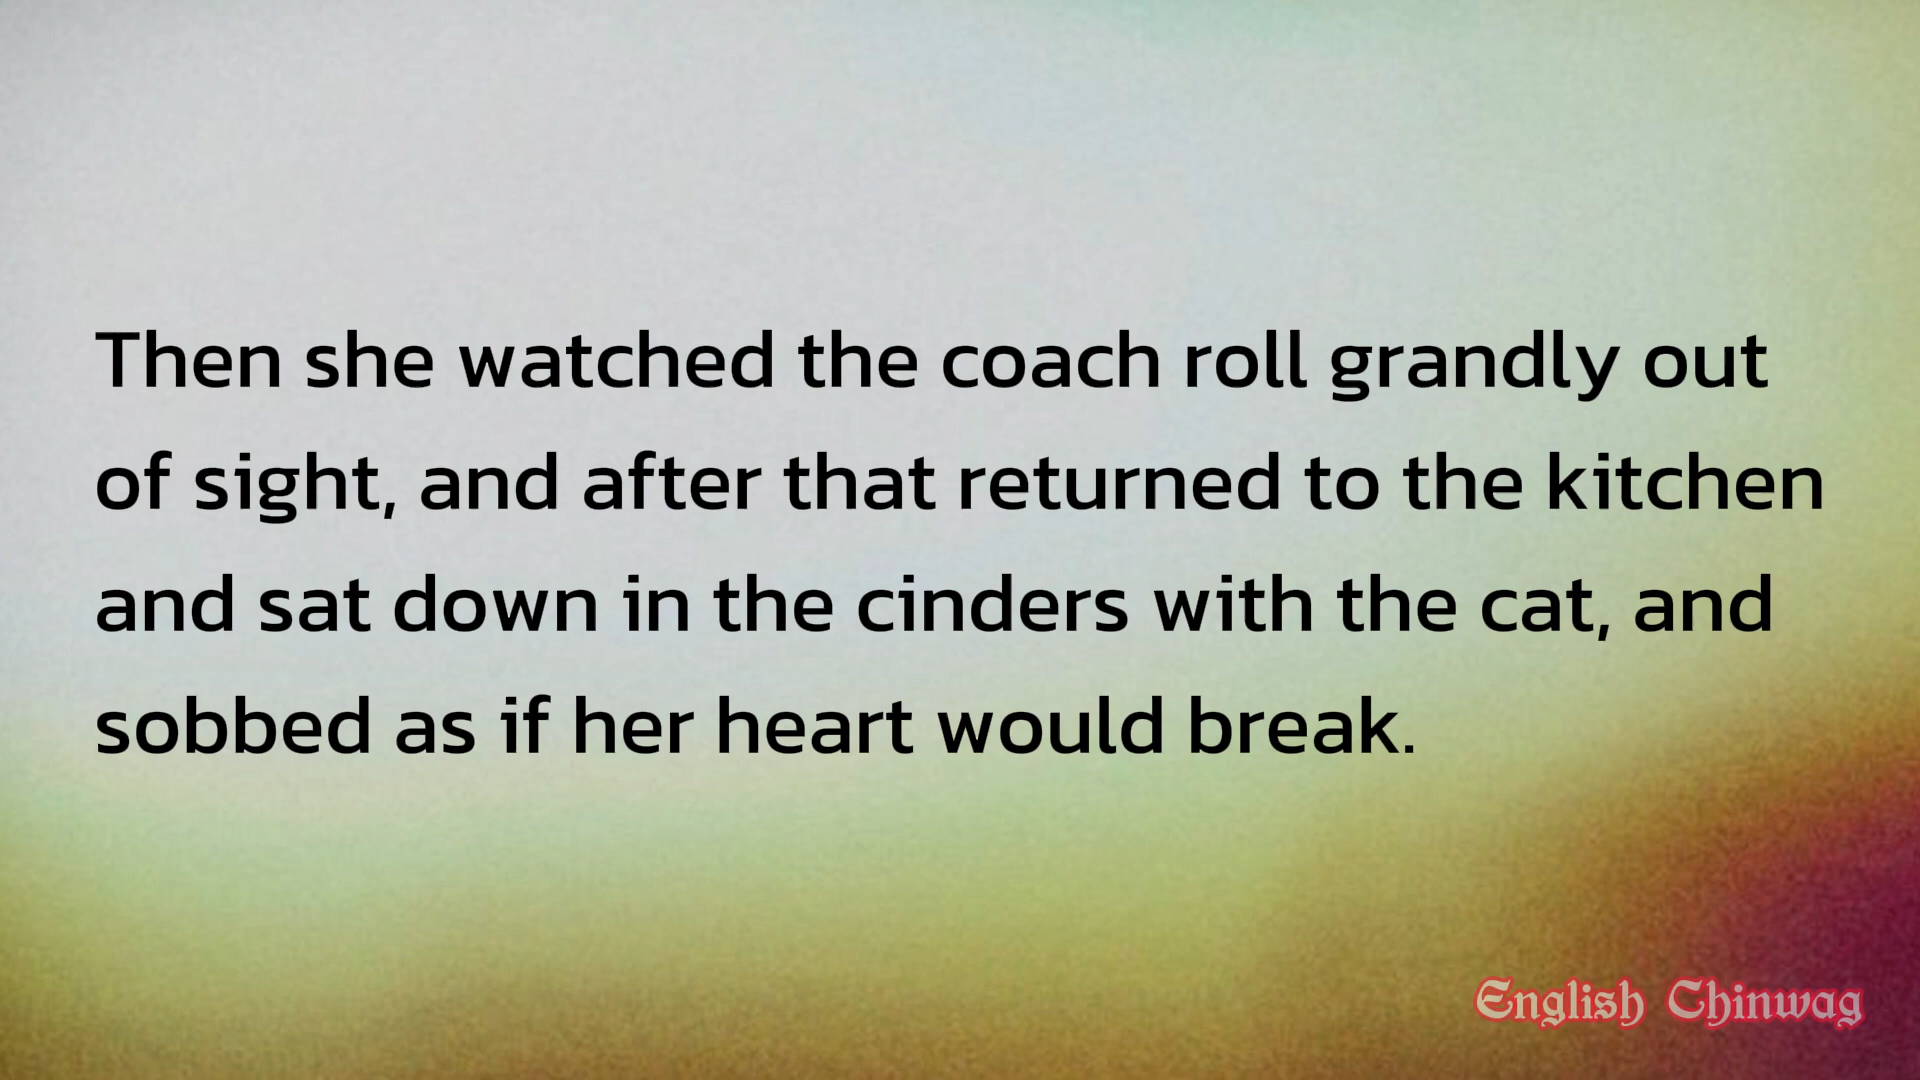 Then she watched the coach roll grandly out
of sight, and after that returned to the kitchen
and sat down in the cinders with the cat, and
sobbed as if her heart would break.
English Chinwag